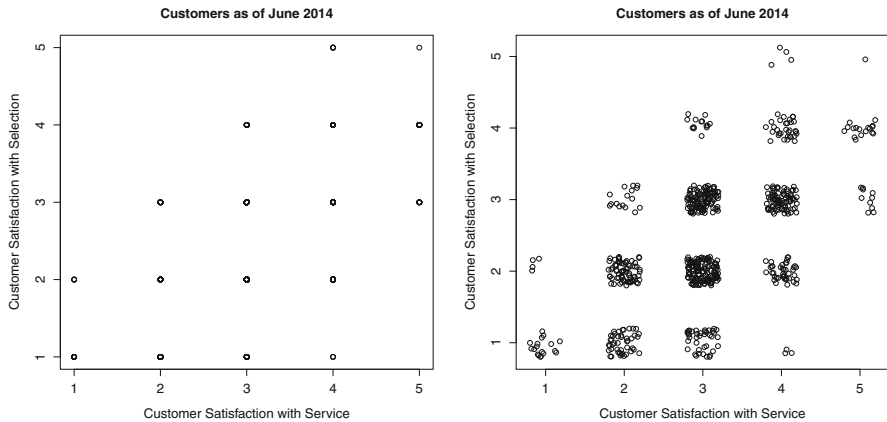 Customers as of June 2014
Customer Satisfaction with Selection
5
4
3
2
1
1 2 3 4 5
Customer Satisfaction with Service
Customers as of June 2014
Customer Satisfaction with Selection
5
4
3
2
1
1 2 3 4 5
Customer Satisfaction with Service